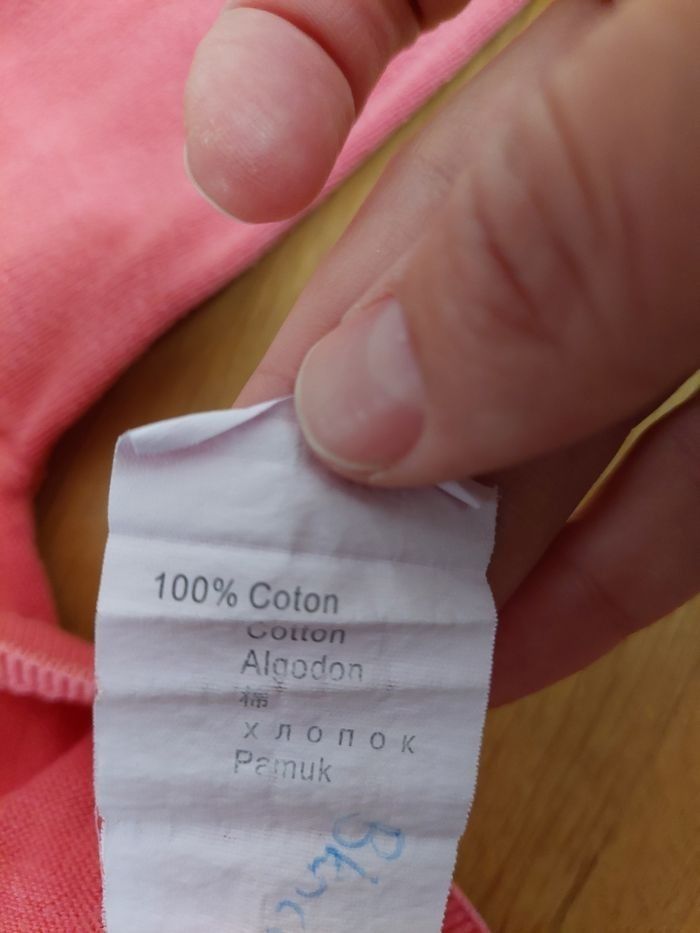 100% Coton
Cotton
Algodon
棉
хлопок
Pamuk